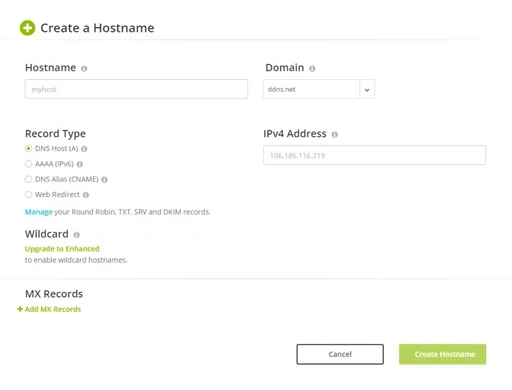 Create a Hostname
Hostname
Domain
myhost
ddns.net
Record Type
IPv4 Address
DNS Host (A)
106.186.116.219
AAAA (IPv6)
DNS Alias (CNAME)
Web Redirect
Manage your Round Robin, TXT, SRV and DKIM records.
Wildcard
Upgrade to Enhanced
to enable wildcard hostnames.
MX Records
+ Add MX Records
Cancel
Create Hostname